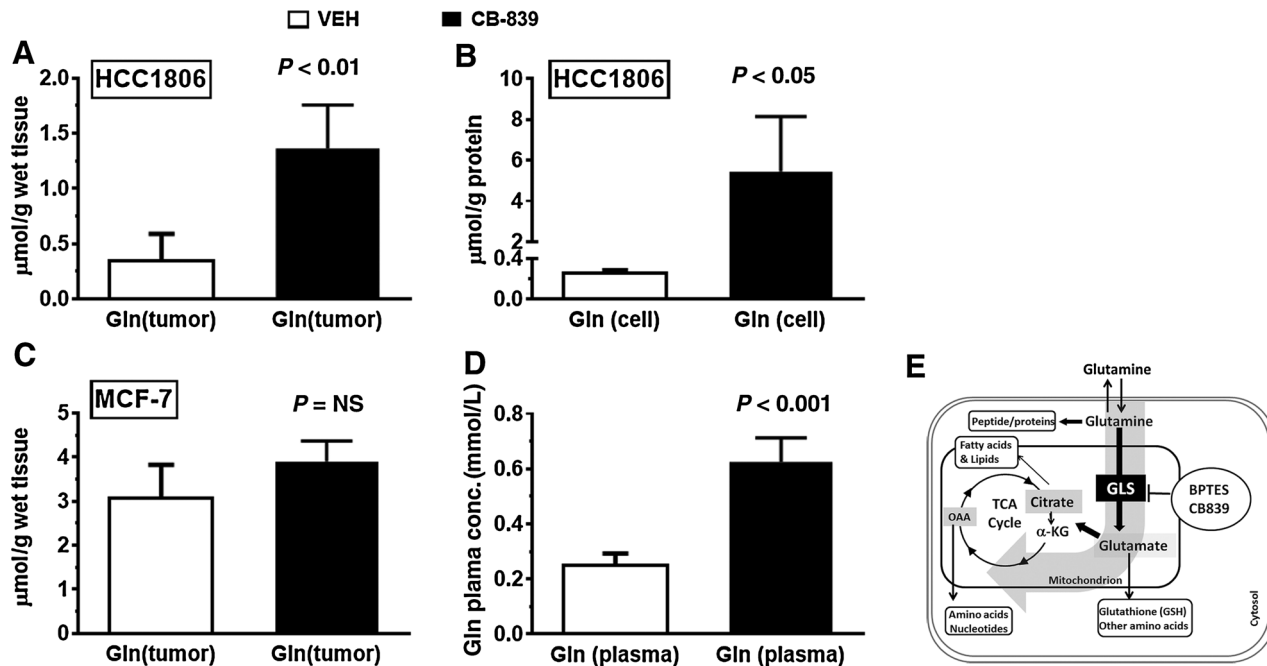 VEH
CB-839
A
HCC1806
P < 0.01
μmol/g wet tissue
2.0
1.5
1.0
0.5
0.0
Gln(tumor)
Gln(tumor)
B
HCC1806
P < 0.05
μmol/g protein
10
8
6
4
2
0.4
0.0
Gln (cell)
Gln (cell)
C
MCF-7
P = NS
μmol/g wet tissue
5
4
3
2
1
0
Gln(tumor)
Gln(tumor)
D
P < 0.001
Gln plama conc. (mmol/L)
0.8
0.6
0.4
0.2
0.0
Gln (plasma)
Gln (plasma)
E
Glutamine
Peptide/proteins
Glutamine
Fatty acids
& Lipids
GLS
BPTES
CB839
Citrate
TCA
Cycle
OAA
α-KG
Glutamate
Mitochondrion
Amino acids
Nucleotides
Glutathione (GSH)
Other amino acids
Cytosol